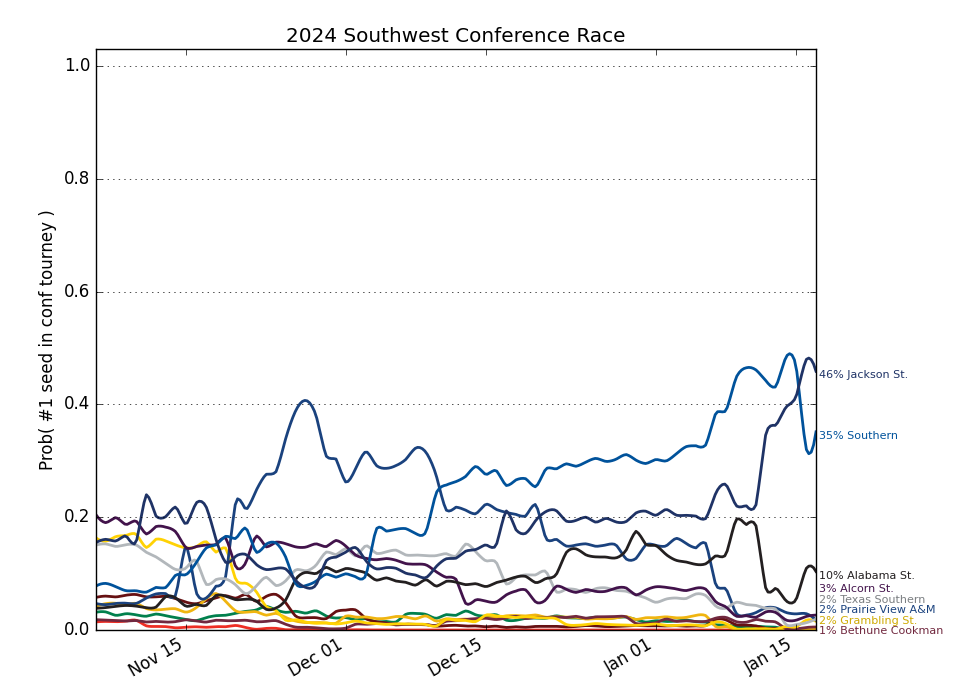 2024 Southwest Conference Race
Prob( #1 seed in conf tourney )
1.0
0.8
0.6
0.4
0.2
0.0
Nov 15
Dec 01
Dec 15
Jan 01
Jan 15
46% Jackson St.
35% Southern
10% Alabama St.
3% Alcorn St.
2% Texas Southern
2% Prairie View A&M
2% Grambling St.
1% Bethune Cookman